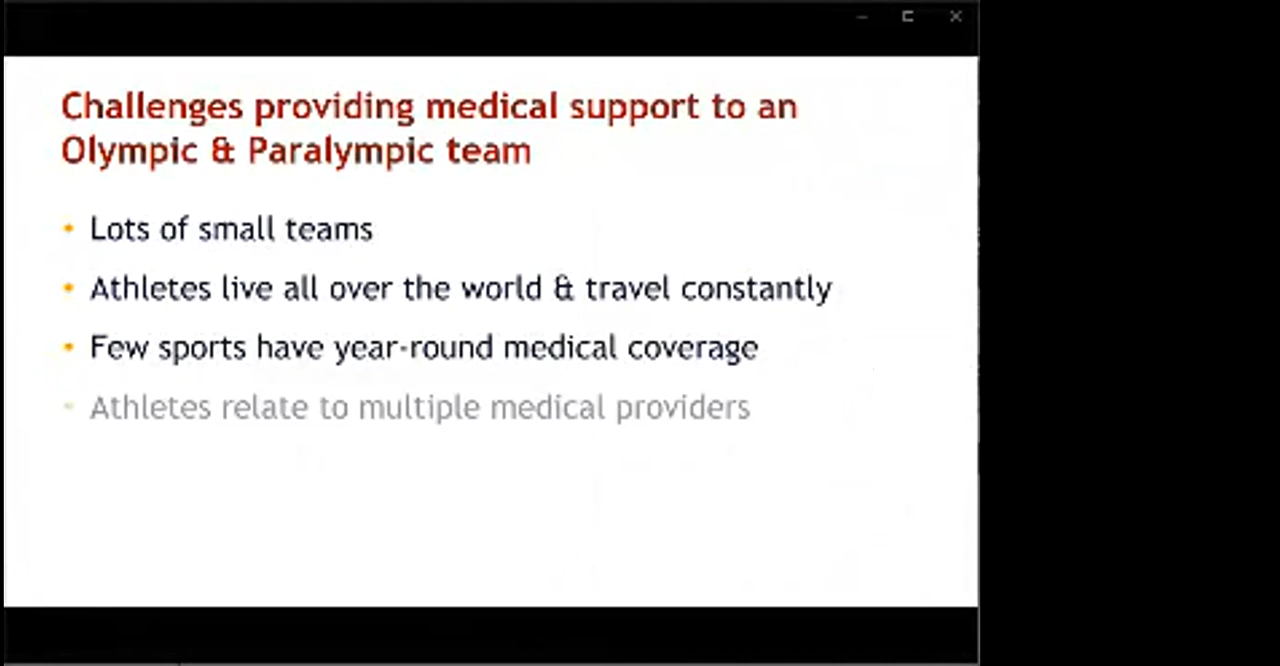 Challenges providing medical support to an
Olympic & Paralympic team
• Lots of small teams
• Athletes live all over the world & travel constantly
• Few sports have year-round medical coverage
• Athletes relate to multiple medical providers